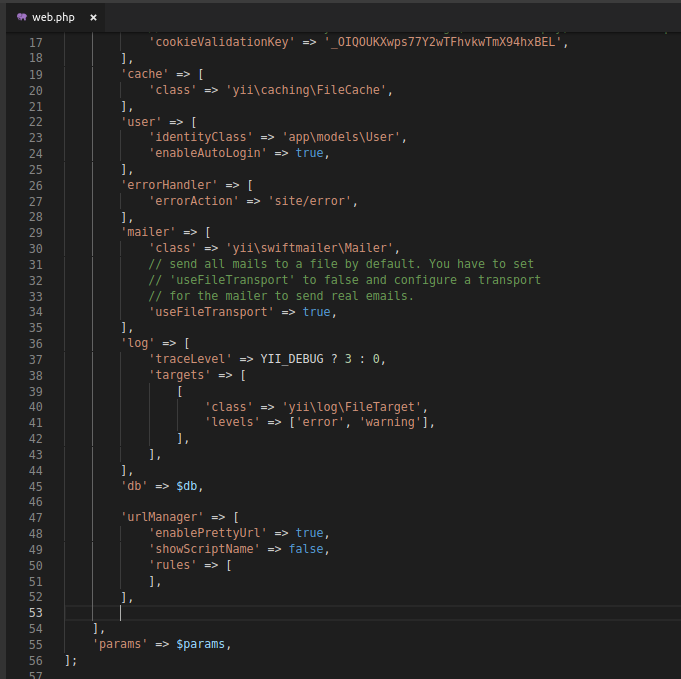 web.php ×
17 'cookieValidationKey' => '_OIQOUKXwps77Y2wTFhvkwTmX94hxBEL',
18 ],
19 'cache' => [
20 'class' => 'yii\caching\FileCache',
21 ],
22 'user' => [
23 'identityClass' => 'app\models\User',
24 'enableAutoLogin' => true,
25 ],
26 'errorHandler' => [
27 'errorAction' => 'site/error',
28 ],
29 'mailer' => [
30 'class' => 'yii\swiftmailer\Mailer',
31 // send all mails to a file by default. You have to set
32 // 'useFileTransport' to false and configure a transport
33 // for the mailer to send real emails.
34 'useFileTransport' => true,
35 ],
36 'log' => [
37 'traceLevel' => YII_DEBUG ? 3 : 0,
38 'targets' => [
39 [
40 'class' => 'yii\log\FileTarget',
41 'levels' => ['error', 'warning'],
42 ],
43 ],
44 ],
45 'db' => $db,
46
47 'urlManager' => [
48 'enablePrettyUrl' => true,
49 'showScriptName' => false,
50 'rules' => [
51 ],
52 ],
53
54 ],
55 'params' => $params,
56 ];
57